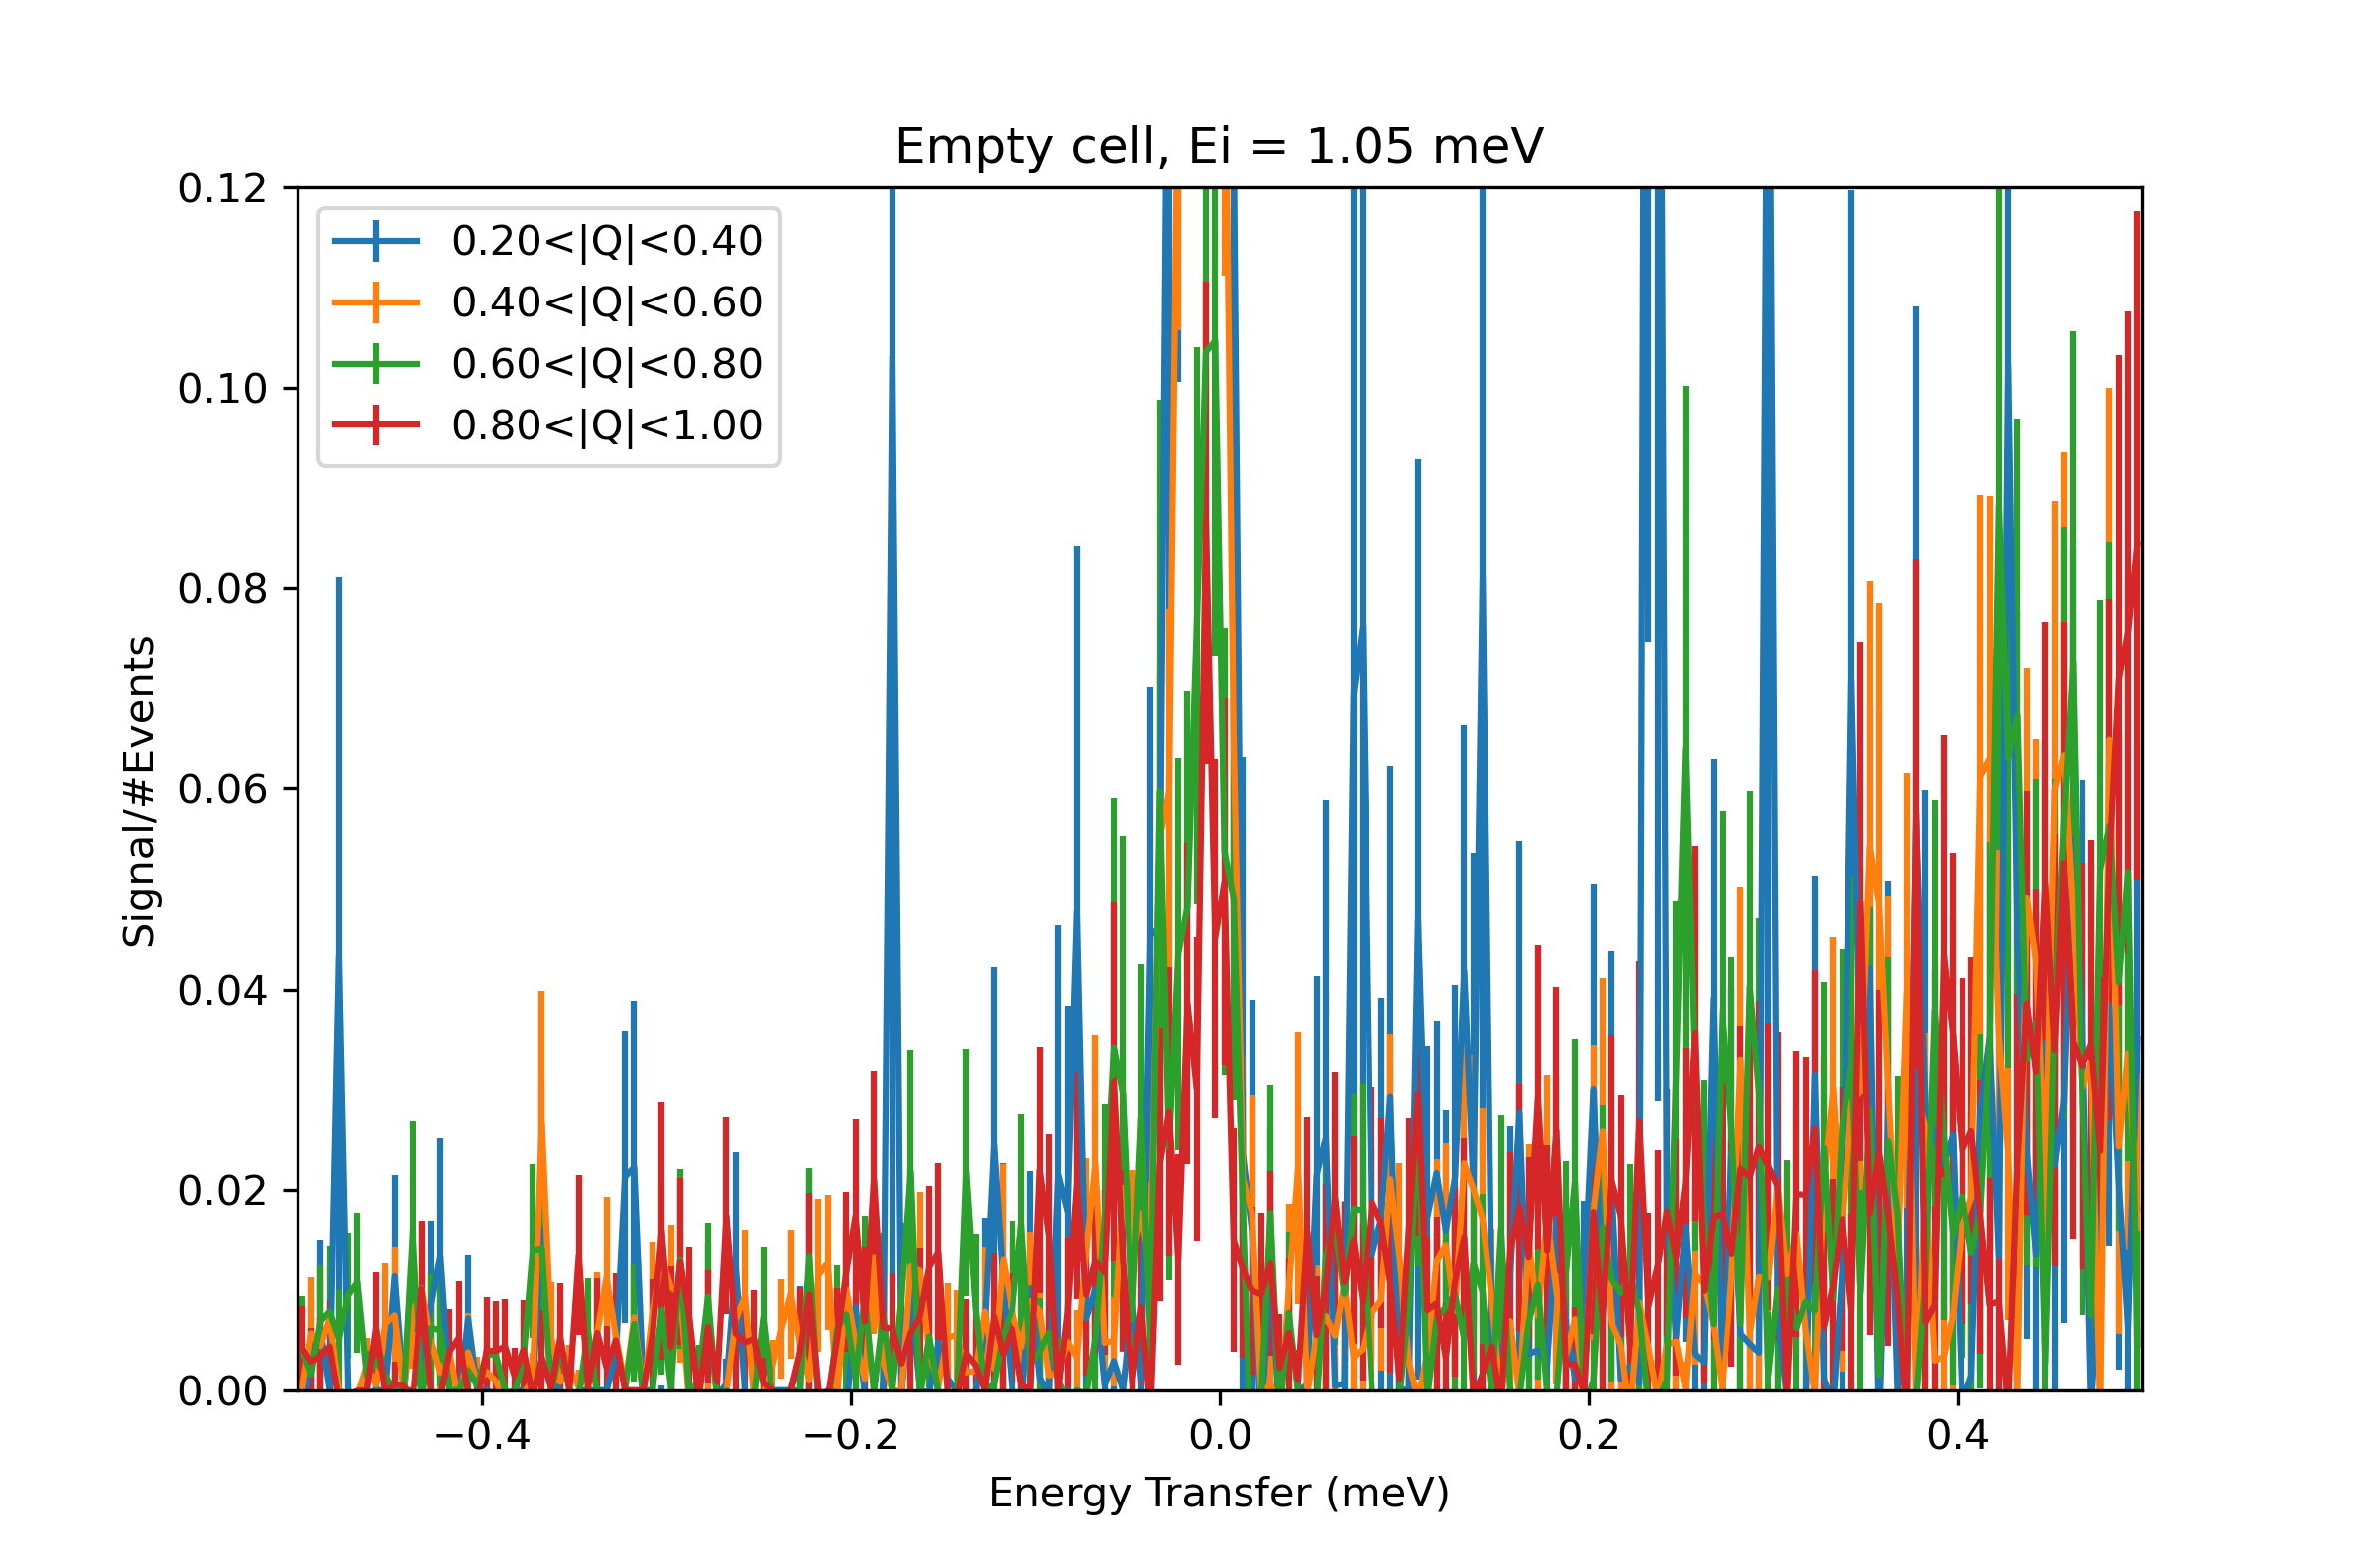 Empty cell, Ei = 1.05 meV
0.12
0.10
0.08
0.06
0.04
0.02
0.00
Signal/#Events
0.20<|Q|<0.40
0.40<|Q|<0.60
0.60<|Q|<0.80
0.80<|Q|<1.00
−0.4 −0.2 0.0 0.2 0.4
Energy Transfer (meV)